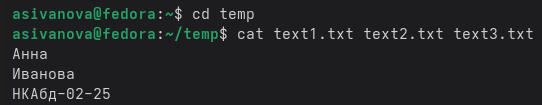 asivanova@fedora:~$ cd temp
asivanova@fedora:~/temp$ cat text1.txt text2.txt text3.txt
Анна
Иванова
НКАбд-02-25